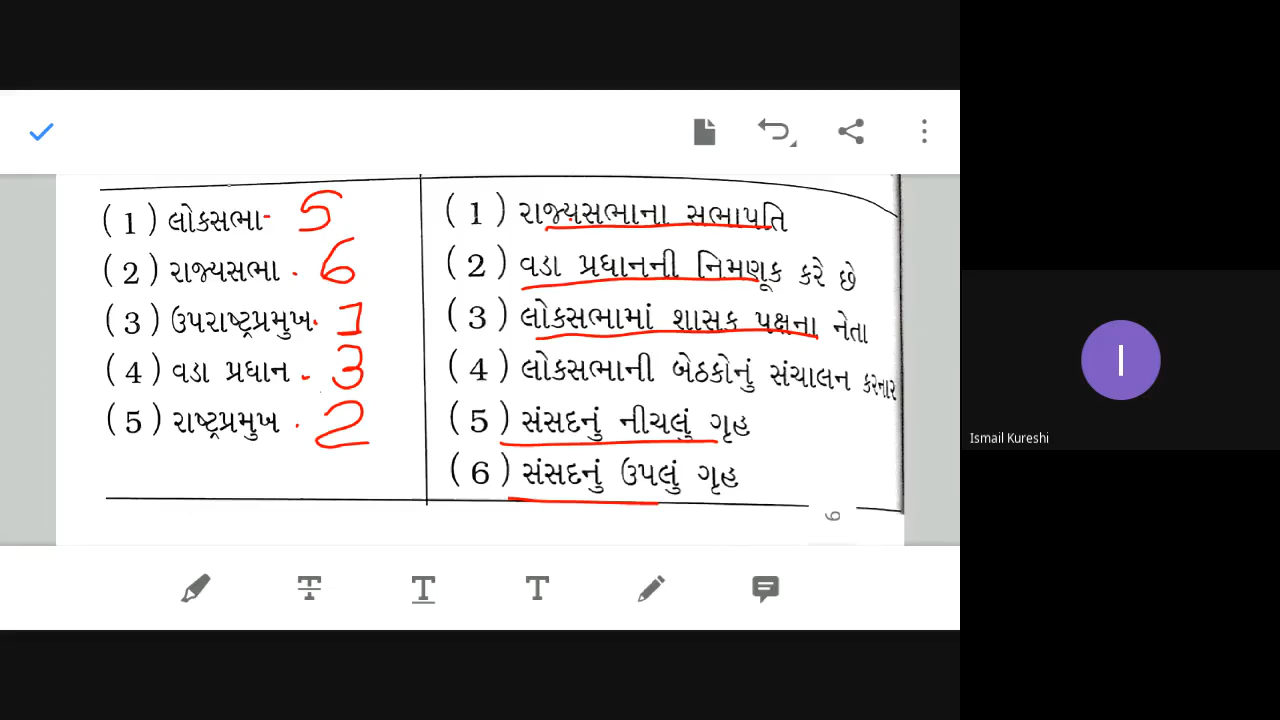 (1) લોકસભા- 5
(2) રાજ્યસભા . 6
(3) ઉપરાષ્ટ્રપ્રમુખ. 1
(4) વડા પ્રધાન - 3
(5) રાષ્ટ્રપ્રમુખ . 2
(1) રાજ્યસભાના સભાપતિ
(2) વડા પ્રધાનની નિમણૂક કરે છે
(3) લોકસભામાં શાસક પક્ષના નેતા
(4) લોકસભાની બેઠકોનું સંચાલન કરનાર
(5) સંસદનું નીચલું ગૃહ
(6) સંસદનું ઉપલું ગૃહ
T T T
I
Ismail Kureshi